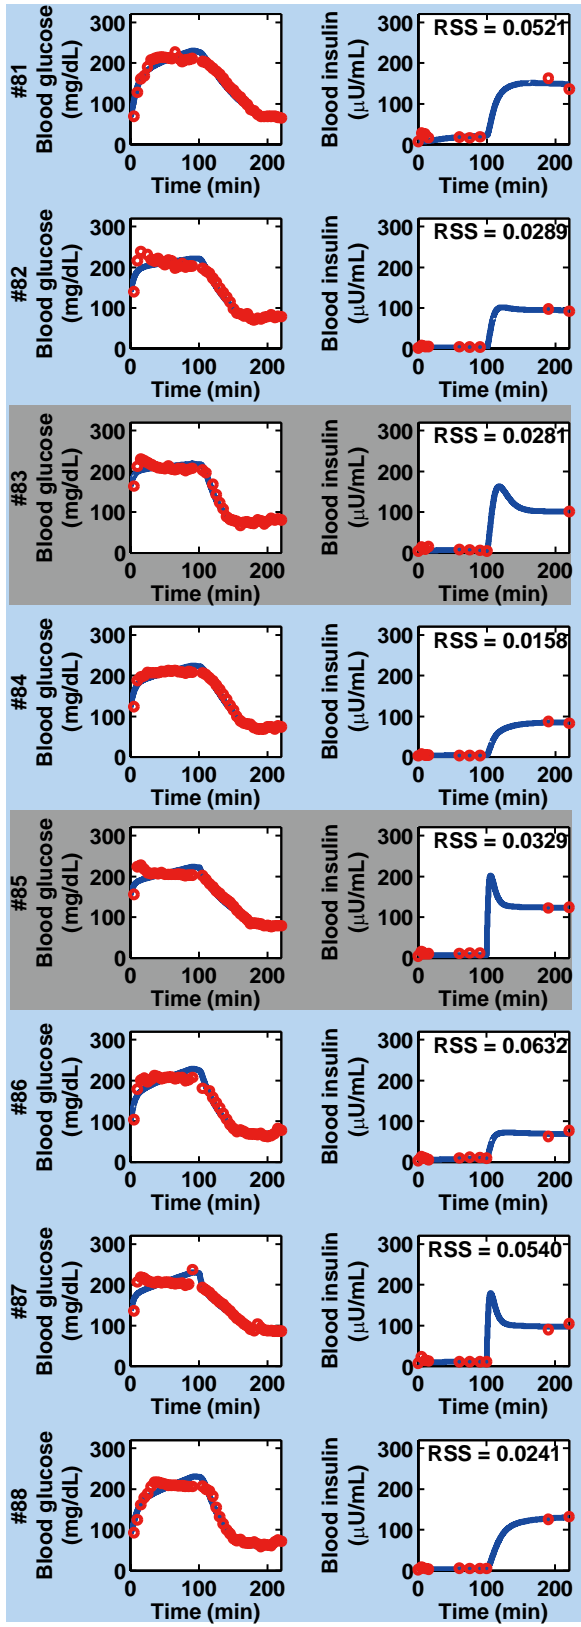 #81
Blood glucose
(mg/dL)
300
200
100
0
0 100 200
Time (min)
Blood insulin
(μU/mL)
300
200
100
0
0 100 200
Time (min)
RSS = 0.0521
#82
Blood glucose
(mg/dL)
300
200
100
0
0 100 200
Time (min)
Blood insulin
(μU/mL)
300
200
100
0
0 100 200
Time (min)
RSS = 0.0289
#83
Blood glucose
(mg/dL)
300
200
100
0
0 100 200
Time (min)
Blood insulin
(μU/mL)
300
200
100
0
0 100 200
Time (min)
RSS = 0.0281
#84
Blood glucose
(mg/dL)
300
200
100
0
0 100 200
Time (min)
Blood insulin
(μU/mL)
300
200
100
0
0 100 200
Time (min)
RSS = 0.0158
#85
Blood glucose
(mg/dL)
300
200
100
0
0 100 200
Time (min)
Blood insulin
(μU/mL)
300
200
100
0
0 100 200
Time (min)
RSS = 0.0329
#86
Blood glucose
(mg/dL)
300
200
100
0
0 100 200
Time (min)
Blood insulin
(μU/mL)
300
200
100
0
0 100 200
Time (min)
RSS = 0.0632
#87
Blood glucose
(mg/dL)
300
200
100
0
0 100 200
Time (min)
Blood insulin
(μU/mL)
300
200
100
0
0 100 200
Time (min)
RSS = 0.0540
#88
Blood glucose
(mg/dL)
300
200
100
0
0 100 200
Time (min)
Blood insulin
(μU/mL)
300
200
100
0
0 100 200
Time (min)
RSS = 0.0241